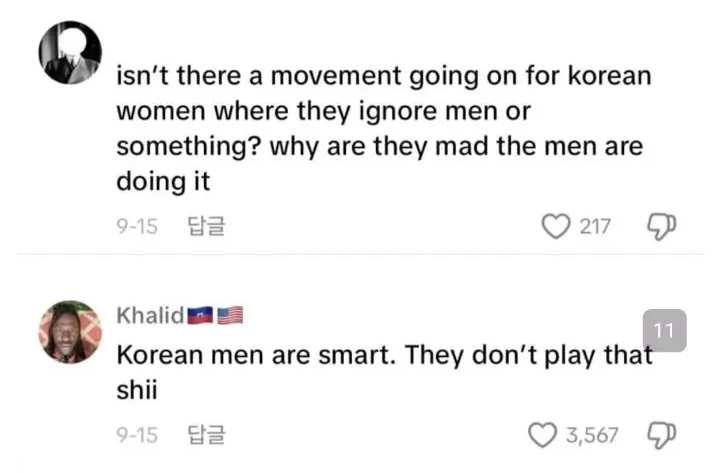 isn't there a movement going on for korean
women where they ignore men or
something? why are they mad the men are
doing it
9-15 답글 217
Khalid🇭🇹🇺🇸
11
Korean men are smart. They don't play that
shii
9-15 답글 3,567